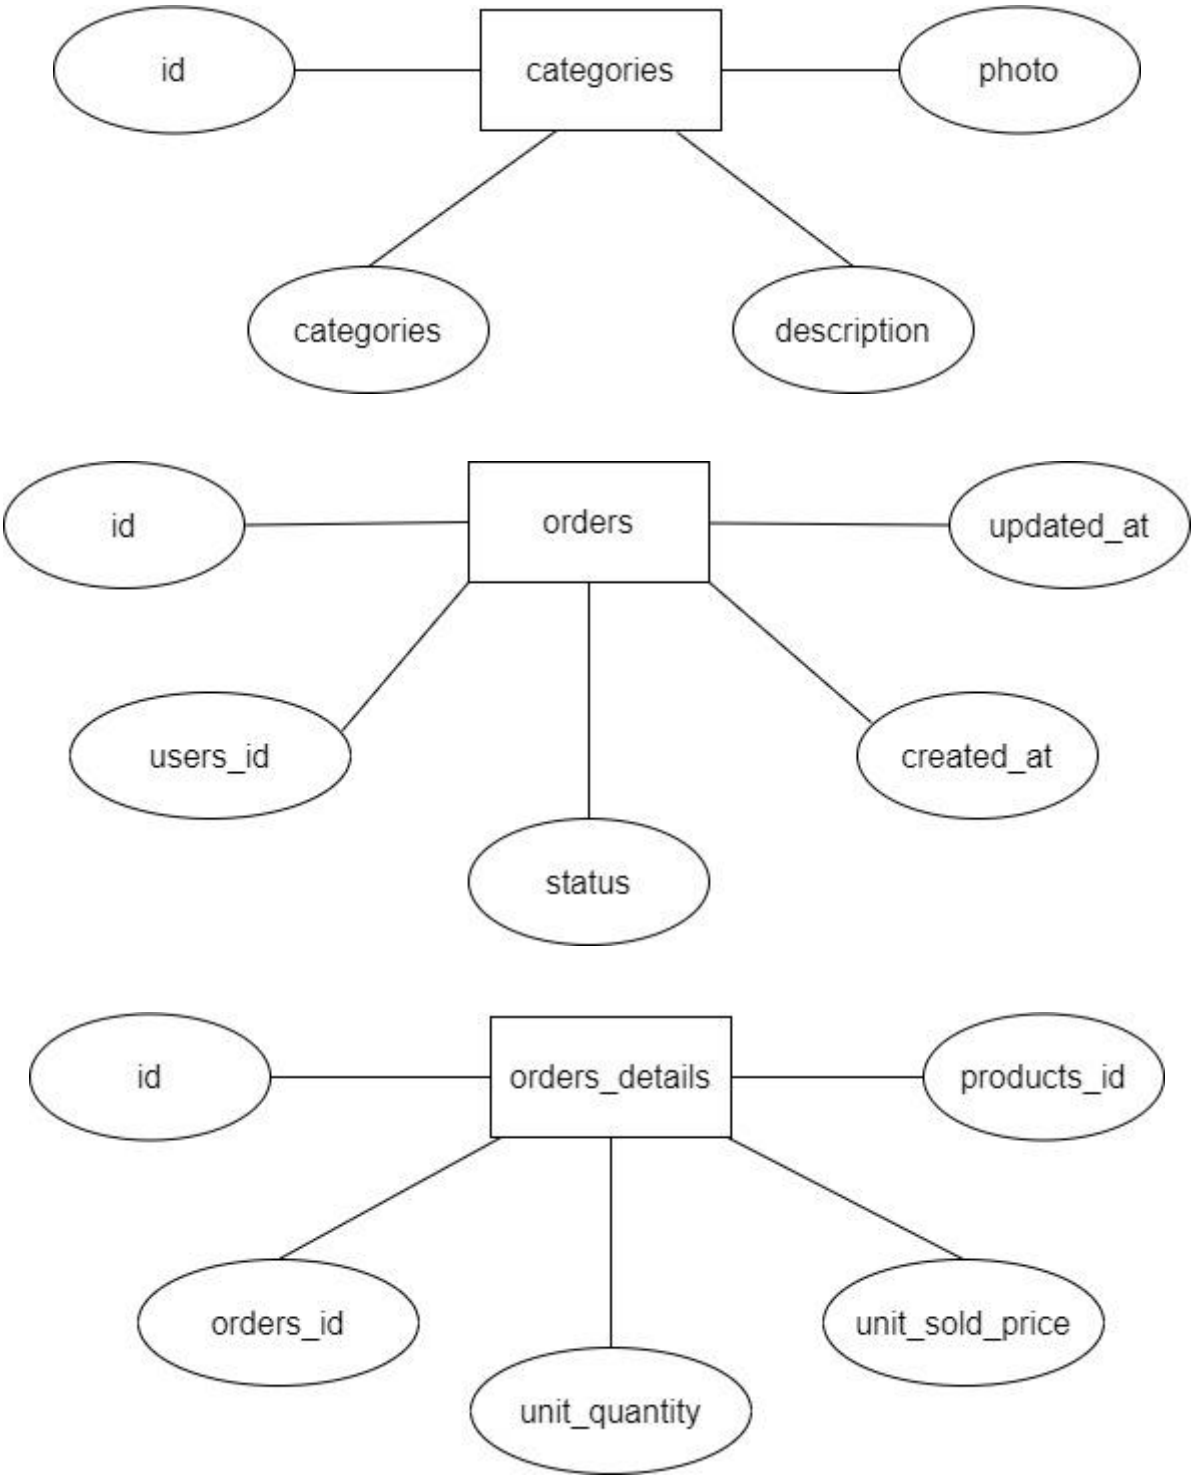 id
categories
photo
categories
description
id
orders
updated_at
users_id
created_at
status
id
orders_details
products_id
orders_id
unit_sold_price
unit_quantity